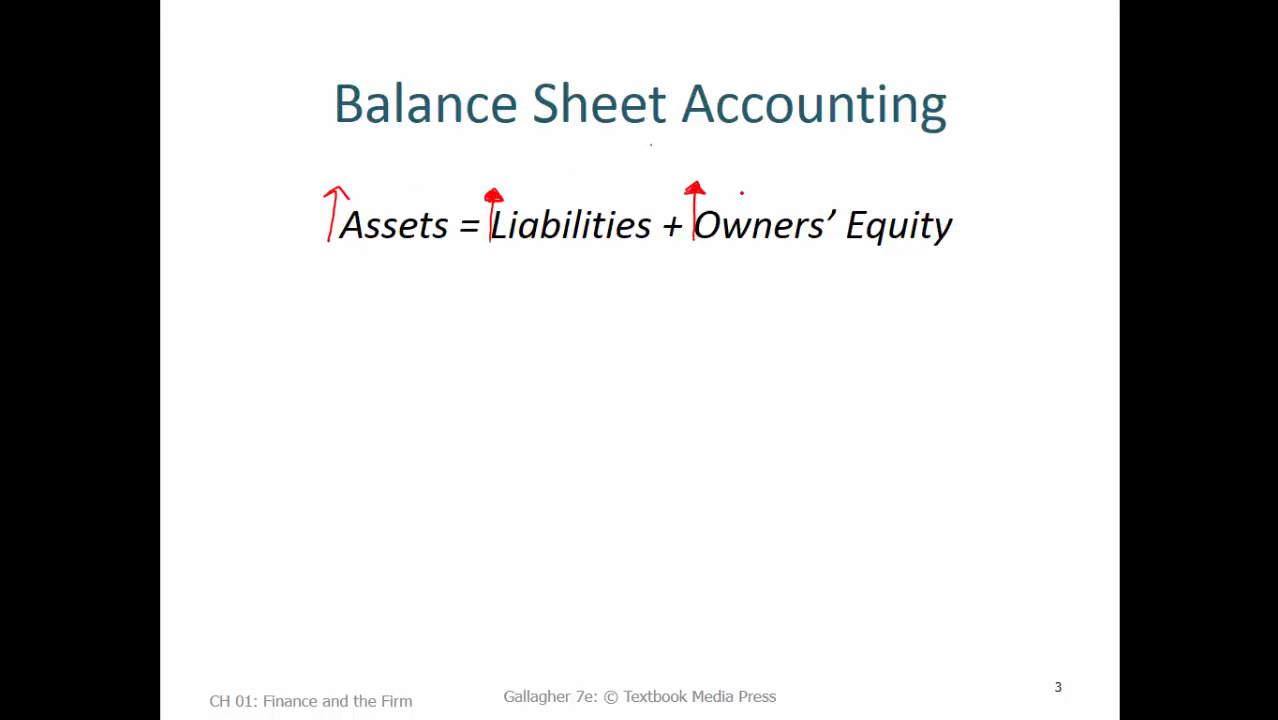 Balance Sheet Accounting
Assets = Liabilities + Owners’ Equity
CH 01: Finance and the Firm
Gallagher 7e: © Textbook Media Press
3